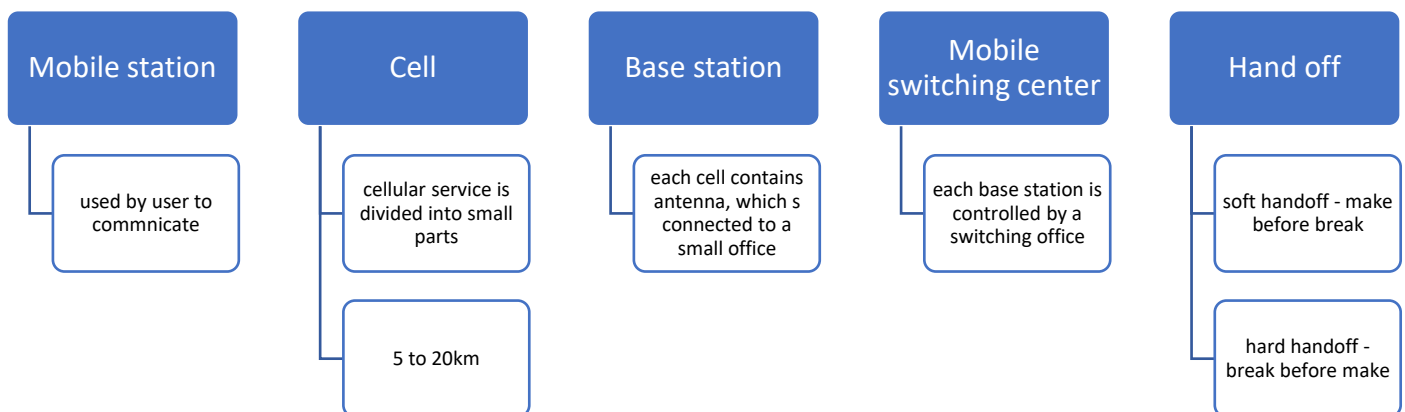 Mobile station
used by user to
commnicate
Cell
cellular service is
divided into small
parts
5 to 20km
Base station
each cell contains
antenna, which s
connected to a
small office
Mobile
switching center
each base station is
controlled by a
switching office
Hand off
soft handoff - make
before break
hard handoff -
break before make